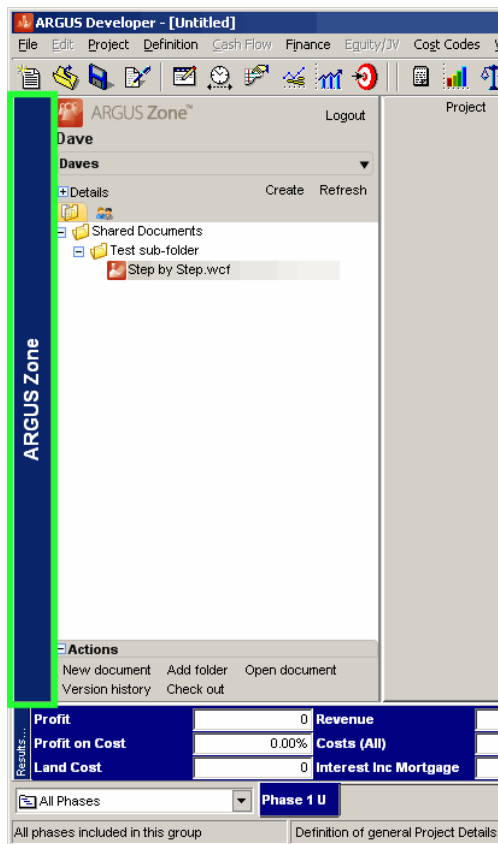 ARGUS Developer - [Untitled]
File Edit Project Definition Cash Flow Finance Equity/JV Cost Codes
ARGUS Zone™ Logout
Project
Dave
Daves
Details Create Refresh
Shared Documents
Test sub-folder
Step by Step.wcf
ARGUS Zone
Actions
New document Add folder Open document
Version history Check out
Results...
Profit 0 Revenue
Profit on Cost 0.00% Costs (All)
Land Cost 0 Interest Inc Mortgage
All Phases Phase 1 U
All phases included in this group Definition of general Project Details